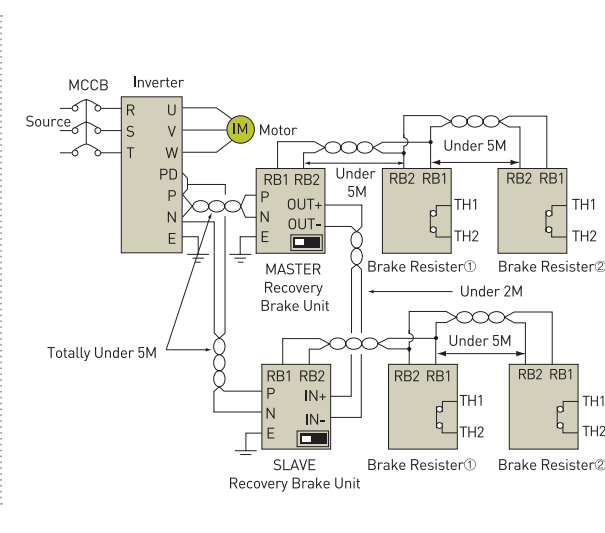 MCCB
Inverter
Source
R
S
T
U
V
W
PD
P
N
E
IM
Motor
RB1 RB2
P
N
E
OUT+
OUT-
MASTER
Recovery
Brake Unit
Under
5M
RB2 RB1
TH1
TH2
Brake Resister①
Under 5M
RB2 RB1
TH1
TH2
Brake Resister②
Under 2M
Totally Under 5M
RB1 RB2
P
N
E
IN+
IN-
SLAVE
Recovery Brake Unit
RB2 RB1
TH1
TH2
Brake Resister①
Under 5M
RB2 RB1
TH1
TH2
Brake Resister②